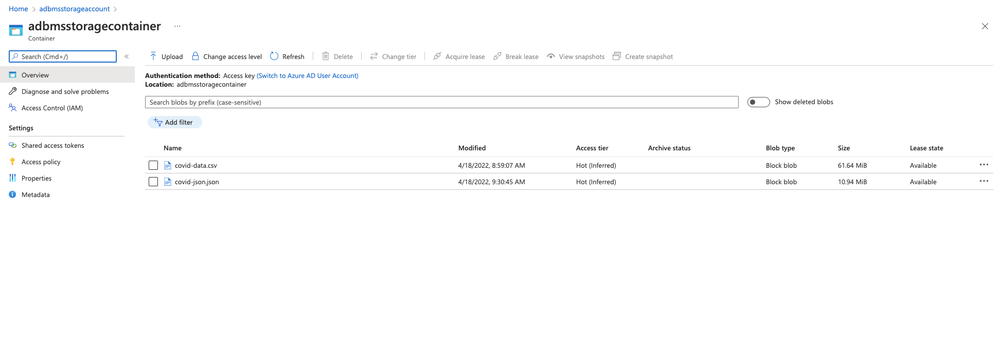 Home > adbmsstorageaccount >
adbmsstoragecontainer ...
Container
Search (Cmd+/) «
Upload Change access level Refresh Delete Change tier Acquire lease Break lease View snapshots Create snapshot
Overview
Diagnose and solve problems
Access Control (IAM)
Settings
Shared access tokens
Access policy
Properties
Metadata
Authentication method: Access key (Switch to Azure AD User Account)
Location: adbmsstoragecontainer
Search blobs by prefix (case-sensitive) Show deleted blobs
Add filter
Name Modified Access tier Archive status Blob type Size Lease state
covid-data.csv 4/18/2022, 8:59:07 AM Hot (Inferred) Block blob 61.64 MiB Available ...
covid-json.json 4/18/2022, 9:30:45 AM Hot (Inferred) Block blob 10.94 MiB Available ...